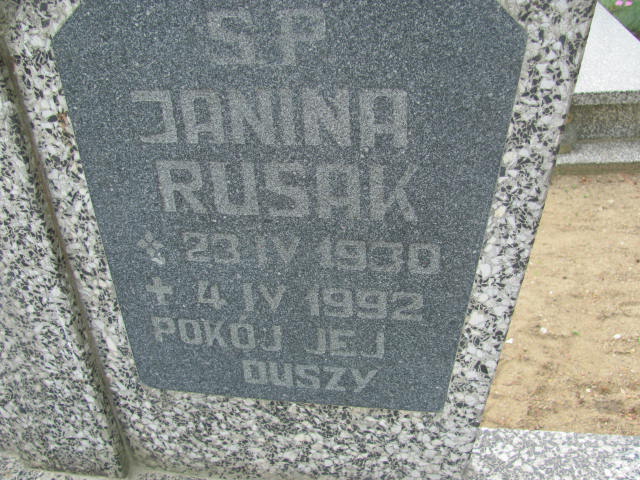 S.P.
JANINA
RUSAK
23 IV 1930
+ 4 IV 1992
POKÓJ JEJ
DUSZY